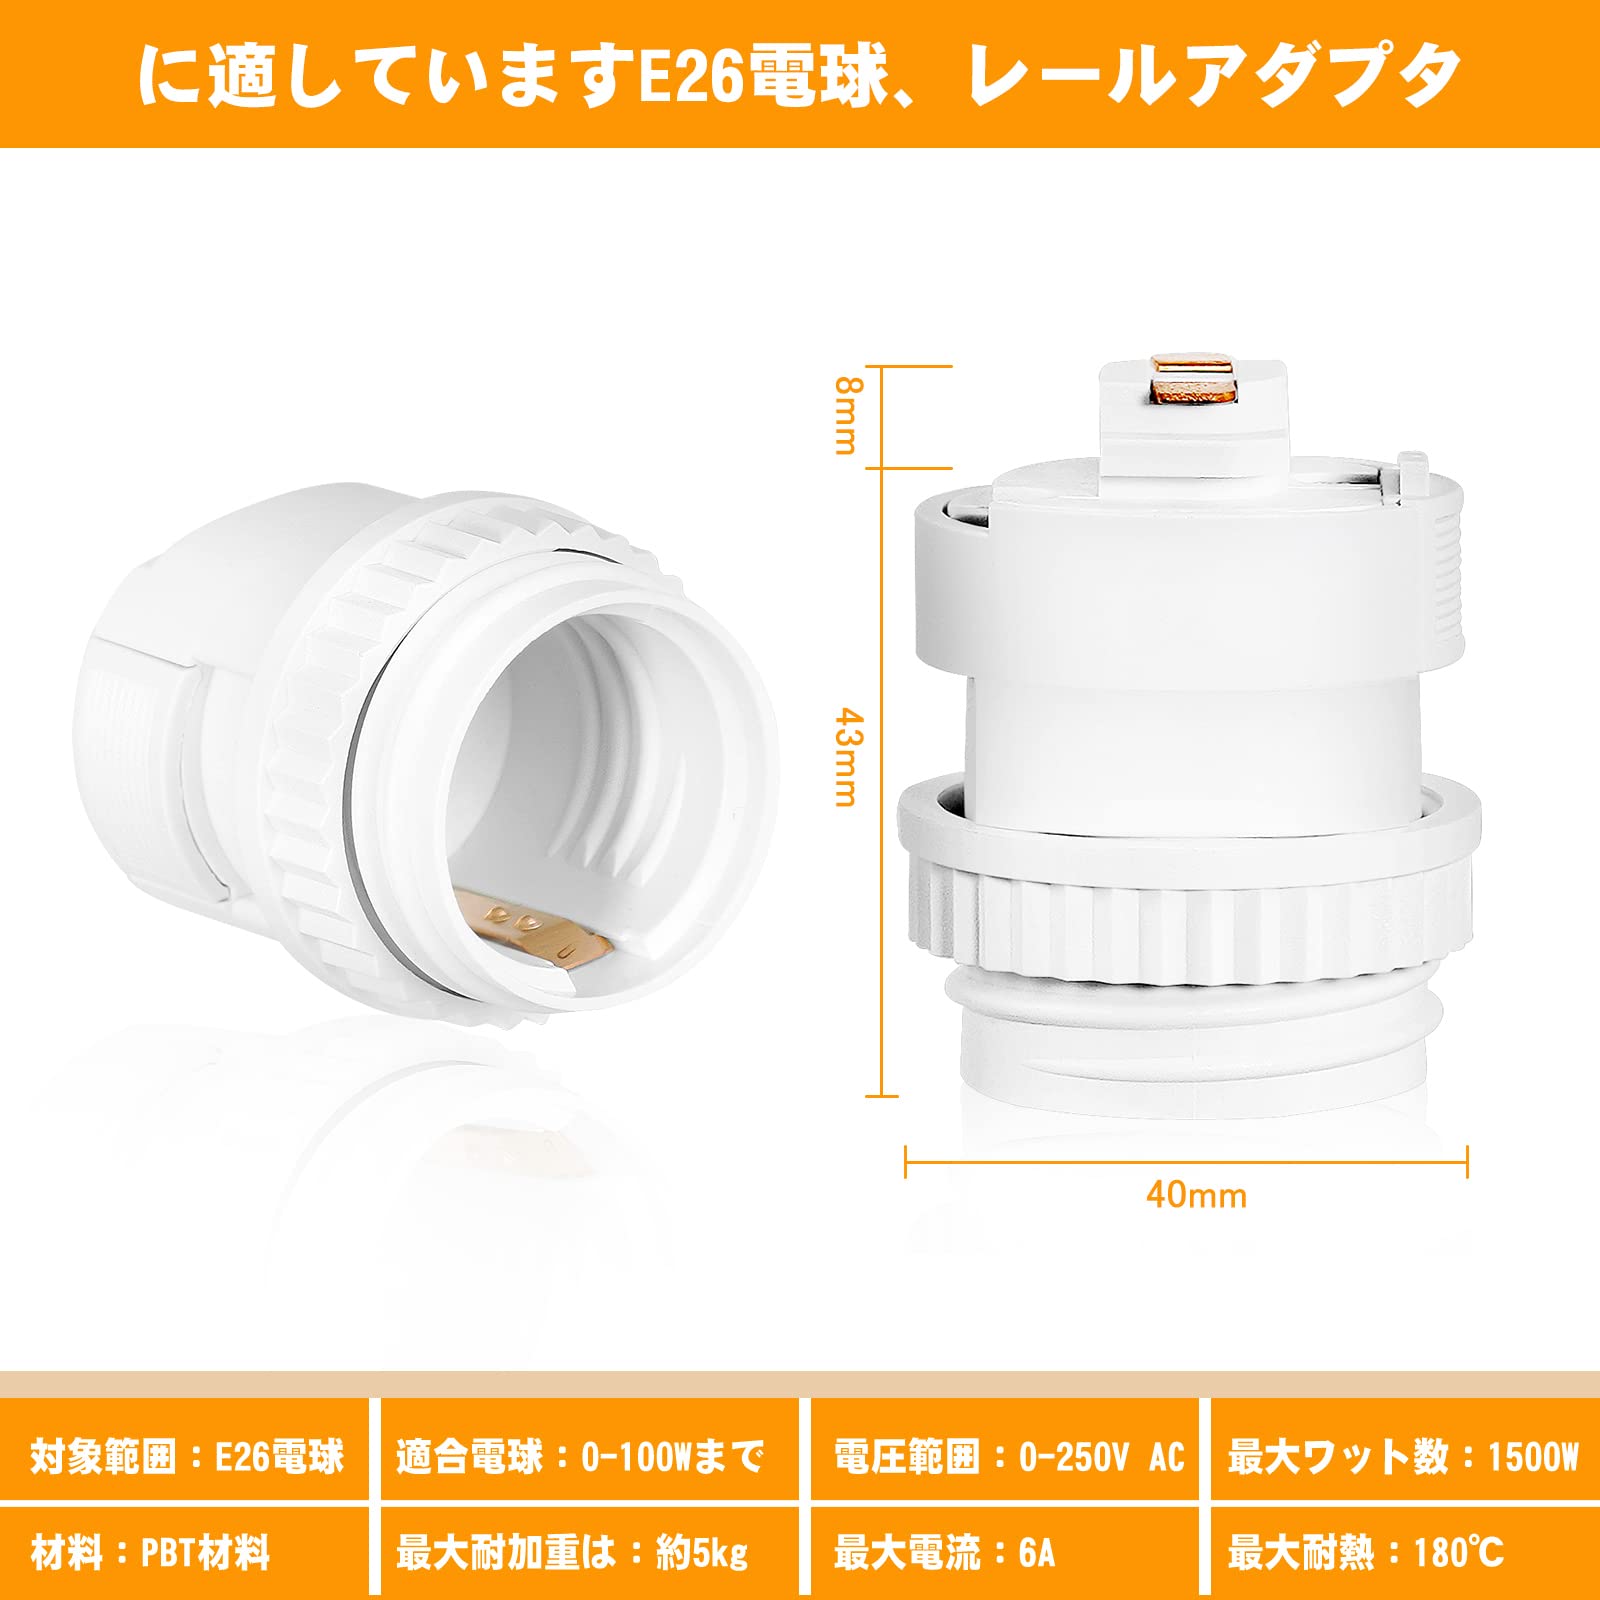 に適していますE26電球、レールアダプタ
8mm
43mm
40mm
対象範囲：E26電球
適合電球：0-100Wまで
電圧範囲：0-250V AC
最大ワット数：1500W
材料：PBT材料
最大耐加重は：約5kg
最大電流：6A
最大耐熱：180℃